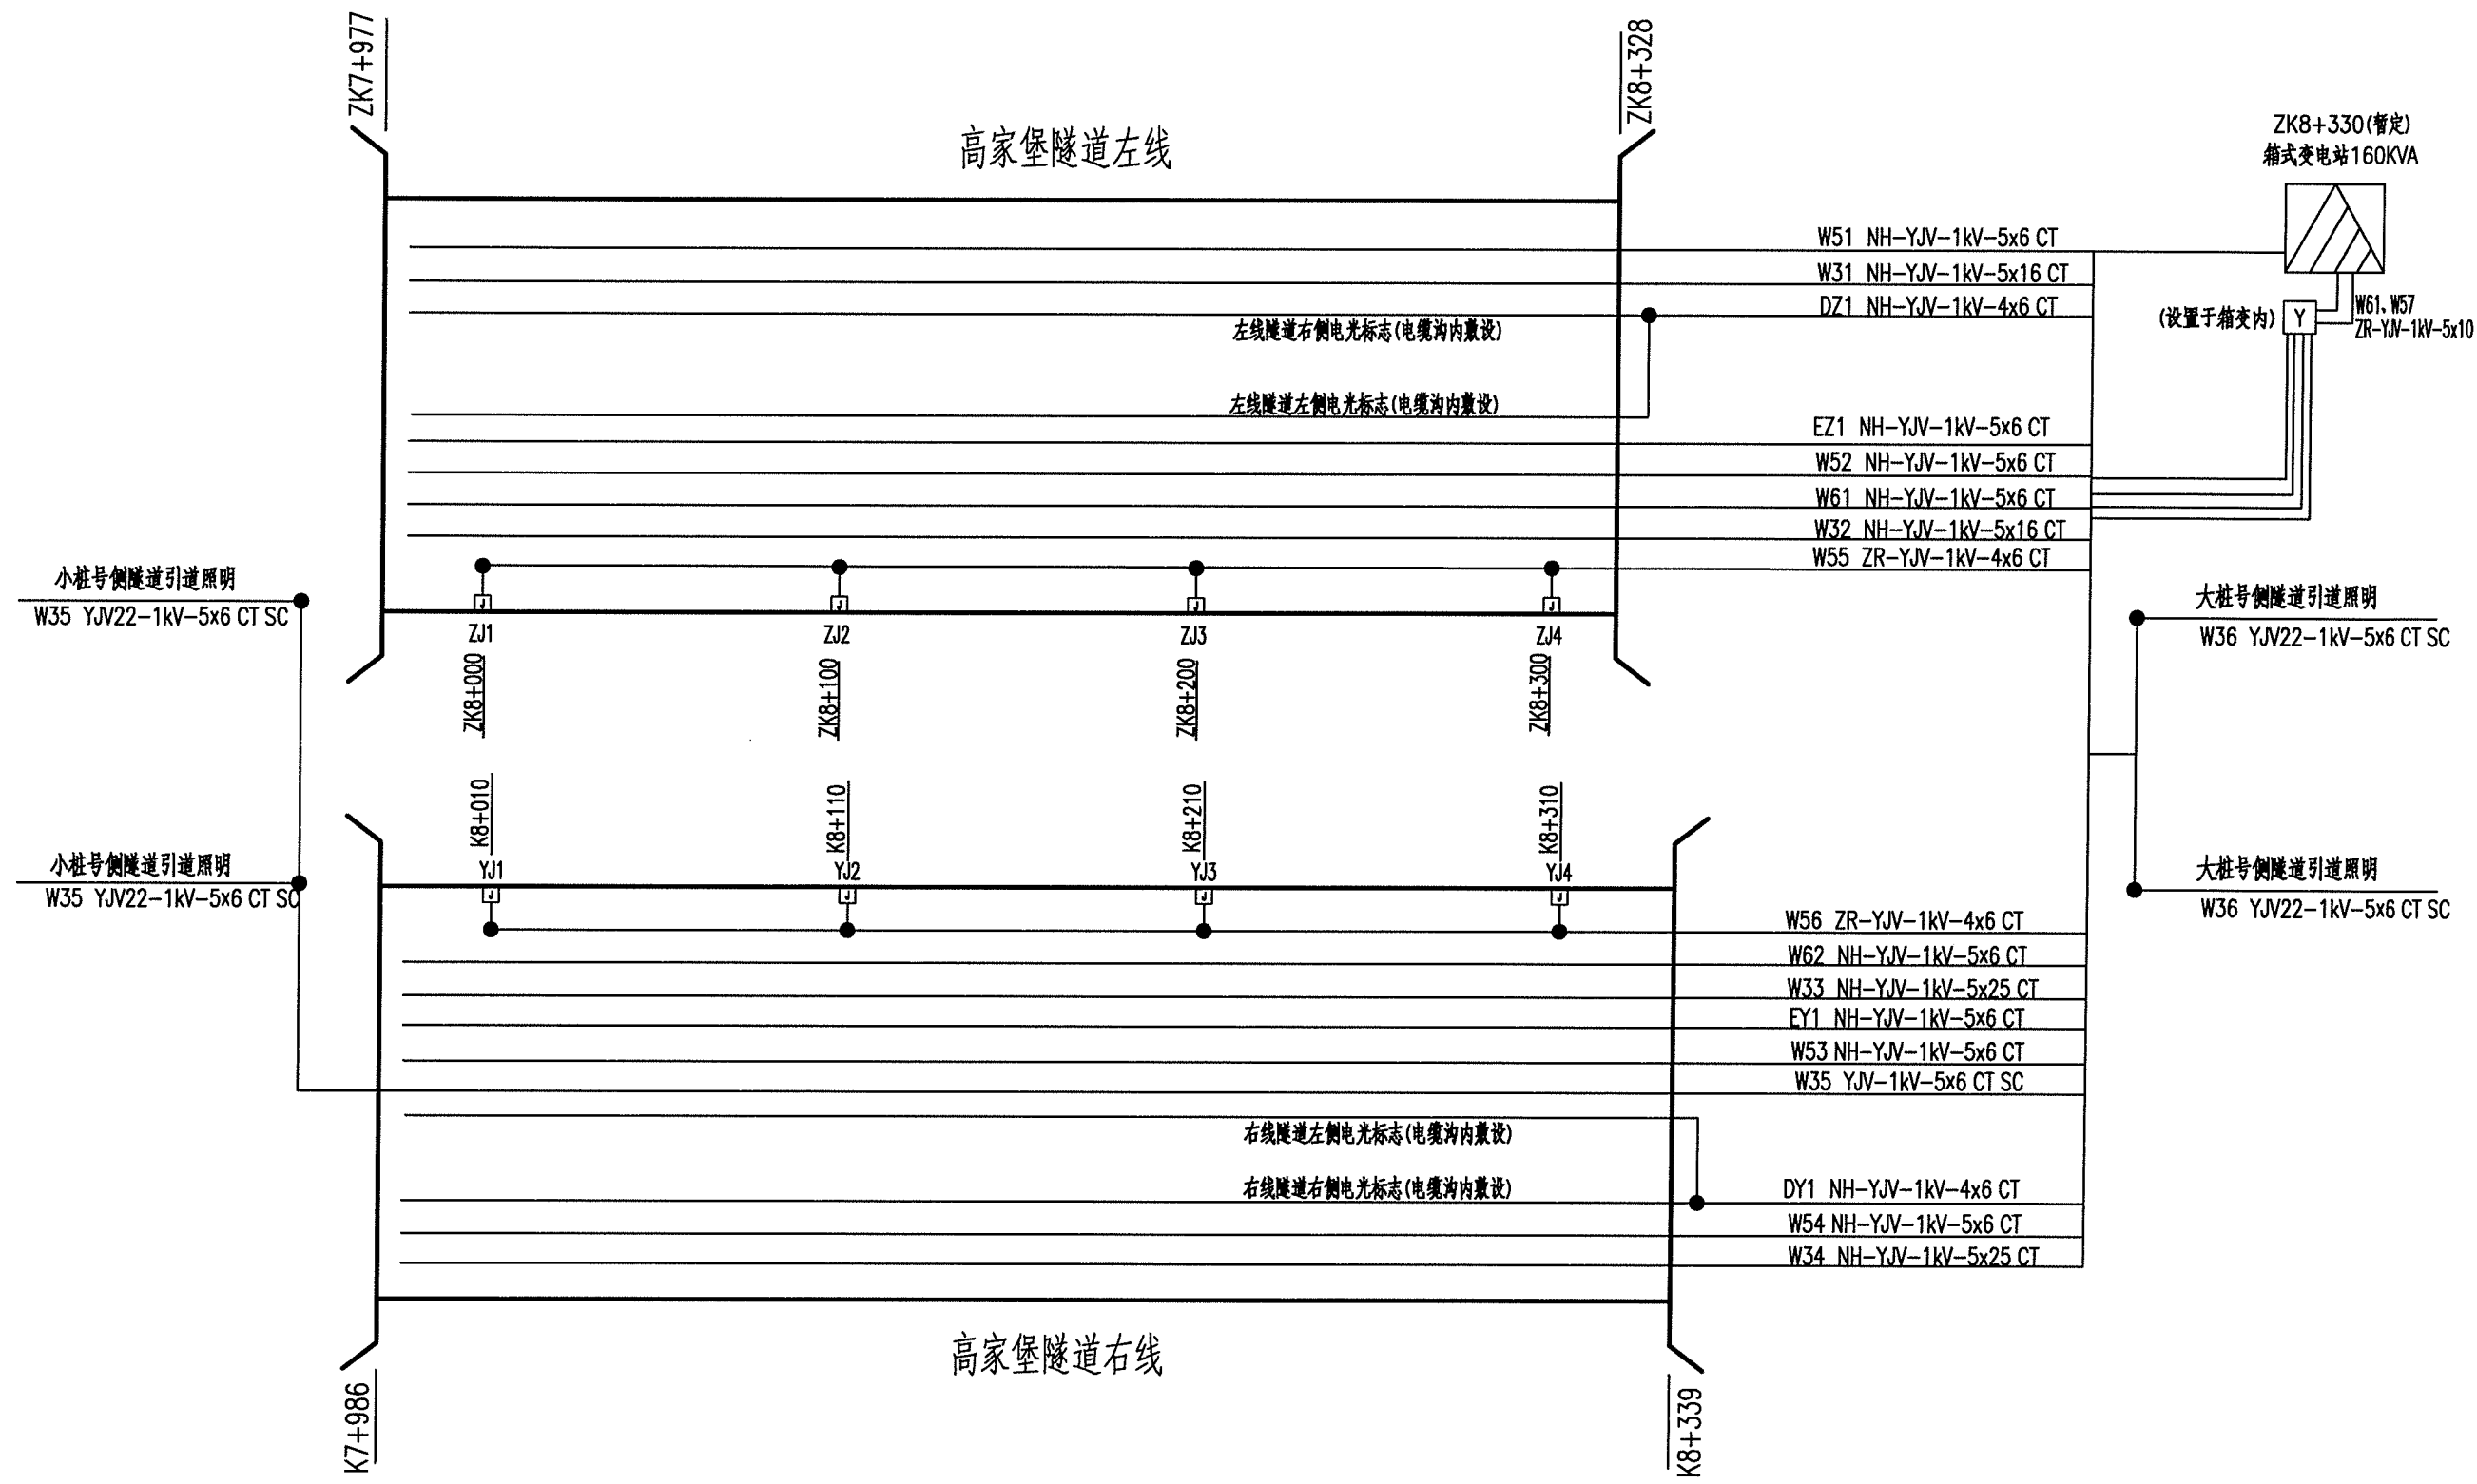 ZK7+977
ZK8+328
高家堡隧道左线
ZK8+330(暂定)
箱式变电站160KVA
W51 NH-YJV-1kV-5x6 CT
W31 NH-YJV-1kV-5x16 CT
DZ1 NH-YJV-1kV-4x6 CT
左线隧道右侧电光标志(电缆沟内敷设)
(设置于箱变内)
Y
W61、W57
ZR-YJV-1kV-5x10
左线隧道左侧电光标志(电缆沟内敷设)
EZ1 NH-YJV-1kV-5x6 CT
W52 NH-YJV-1kV-5x6 CT
W61 NH-YJV-1kV-5x6 CT
W32 NH-YJV-1kV-5x16 CT
W55 ZR-YJV-1kV-4x6 CT
小桩号侧隧道引道照明
W35 YJV22-1kV-5x6 CT SC
J
J
J
J
ZJ1
ZJ2
ZJ3
ZJ4
ZK8+000
ZK8+100
ZK8+200
ZK8+300
大桩号侧隧道引道照明
W36 YJV22-1kV-5x6 CT SC
K8+010
K8+110
K8+210
K8+310
小桩号侧隧道引道照明
W35 YJV22-1kV-5x6 CT SC
YJ1
YJ2
YJ3
YJ4
J
J
J
J
大桩号侧隧道引道照明
W36 YJV22-1kV-5x6 CT SC
W56 ZR-YJV-1kV-4x6 CT
W62 NH-YJV-1kV-5x6 CT
W33 NH-YJV-1kV-5x25 CT
EY1 NH-YJV-1kV-5x6 CT
W53 NH-YJV-1kV-5x6 CT
W35 YJV-1kV-5x6 CT SC
右线隧道左侧电光标志(电缆沟内敷设)
右线隧道右侧电光标志(电缆沟内敷设)
DY1 NH-YJV-1kV-4x6 CT
W54 NH-YJV-1kV-5x6 CT
W34 NH-YJV-1kV-5x25 CT
高家堡隧道右线
K7+986
K8+339